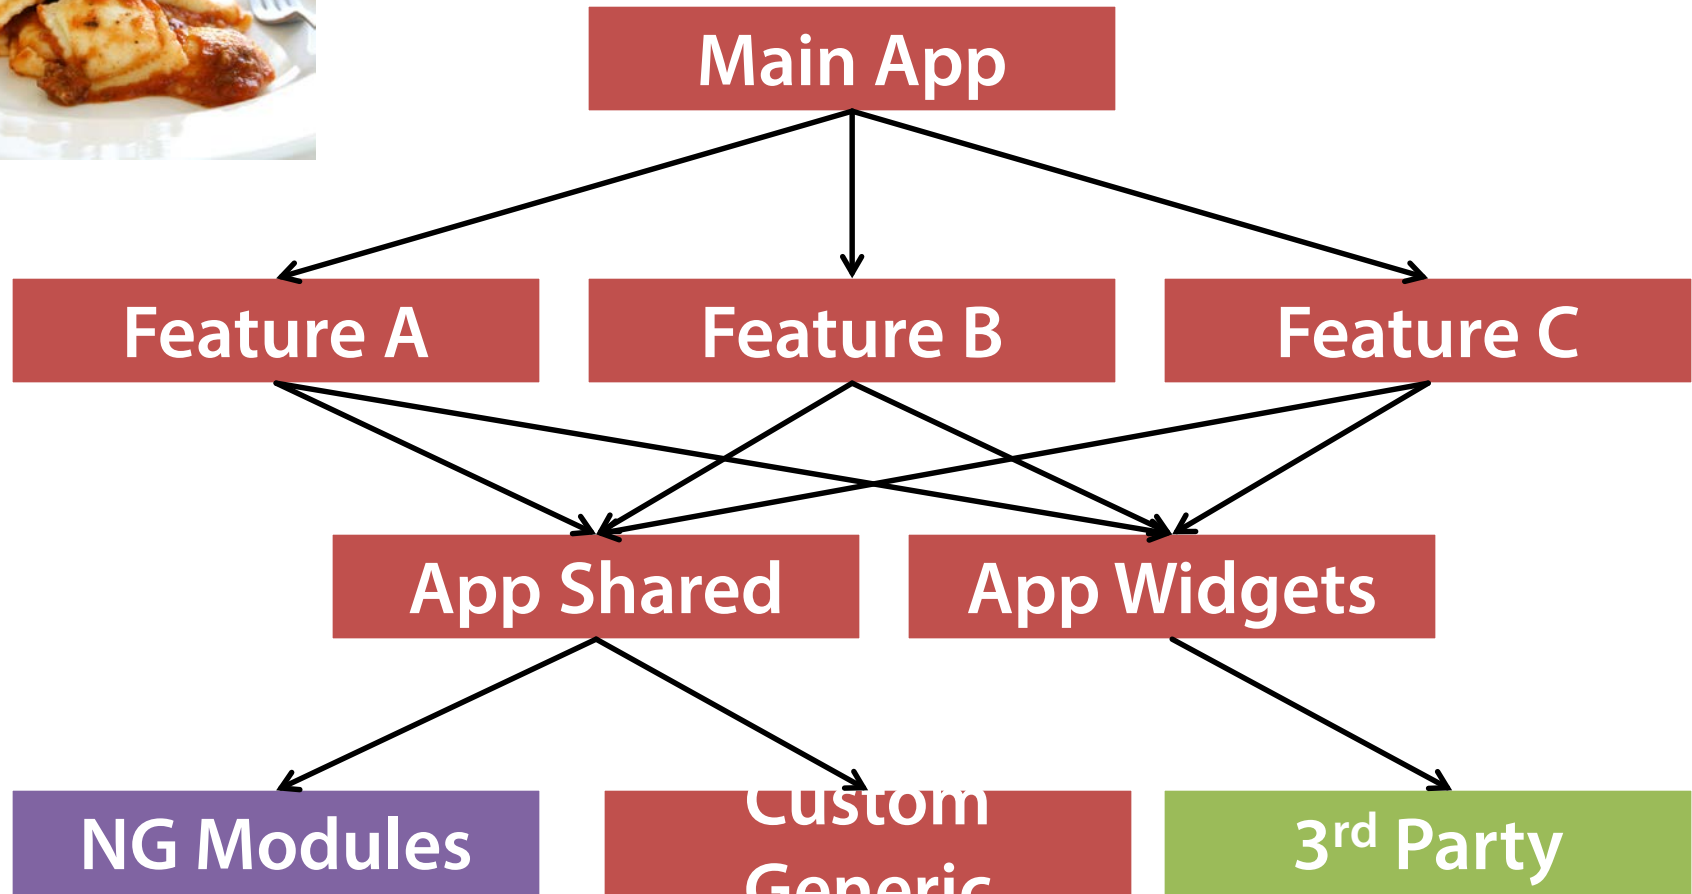 Main App
Feature A
Feature B
Feature C
App Shared
App Widgets
NG Modules
Custom
Generic
3rd Party